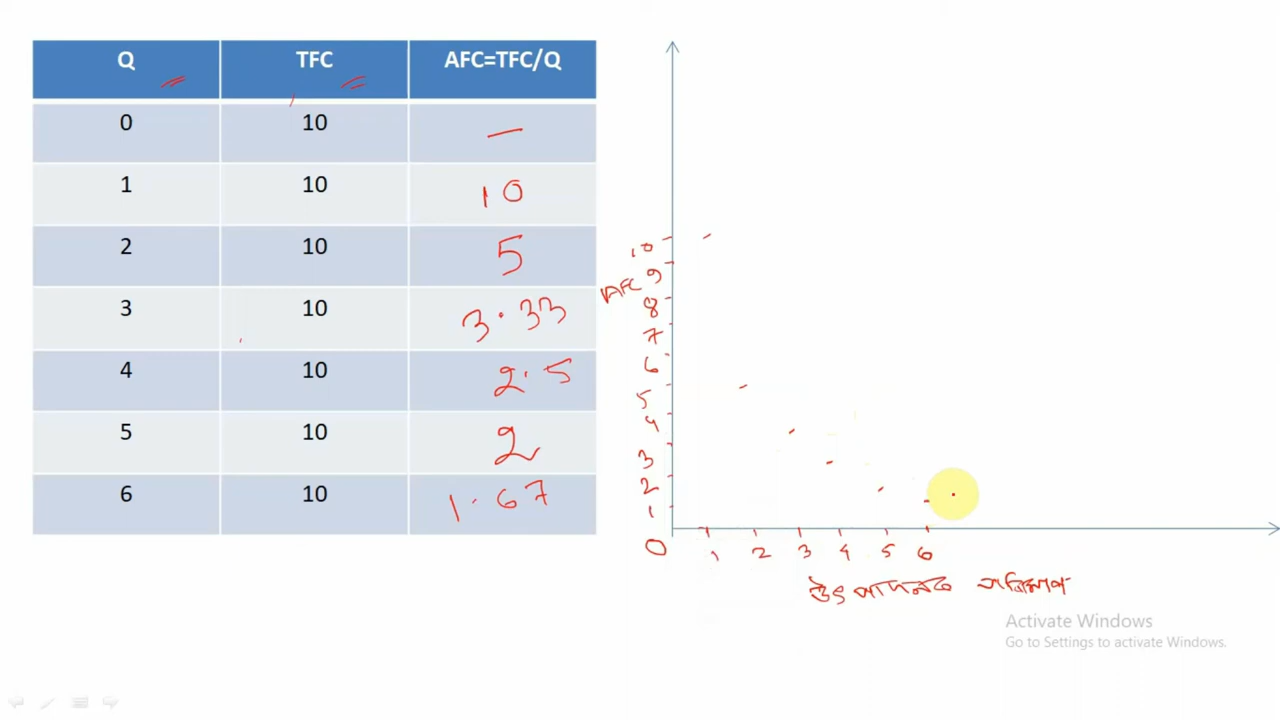 Q TFC AFC=TFC/Q
0 10 —
1 10 10
2 10 5
3 10 3.33
4 10 2.5
5 10 2
6 10 1.67
10
AFC 9
8
7
6
5
4
3
2
1
0 1 2 3 4 5 6
উৎপাদনের পরিমাণ
Activate Windows
Go to Settings to activate Windows.